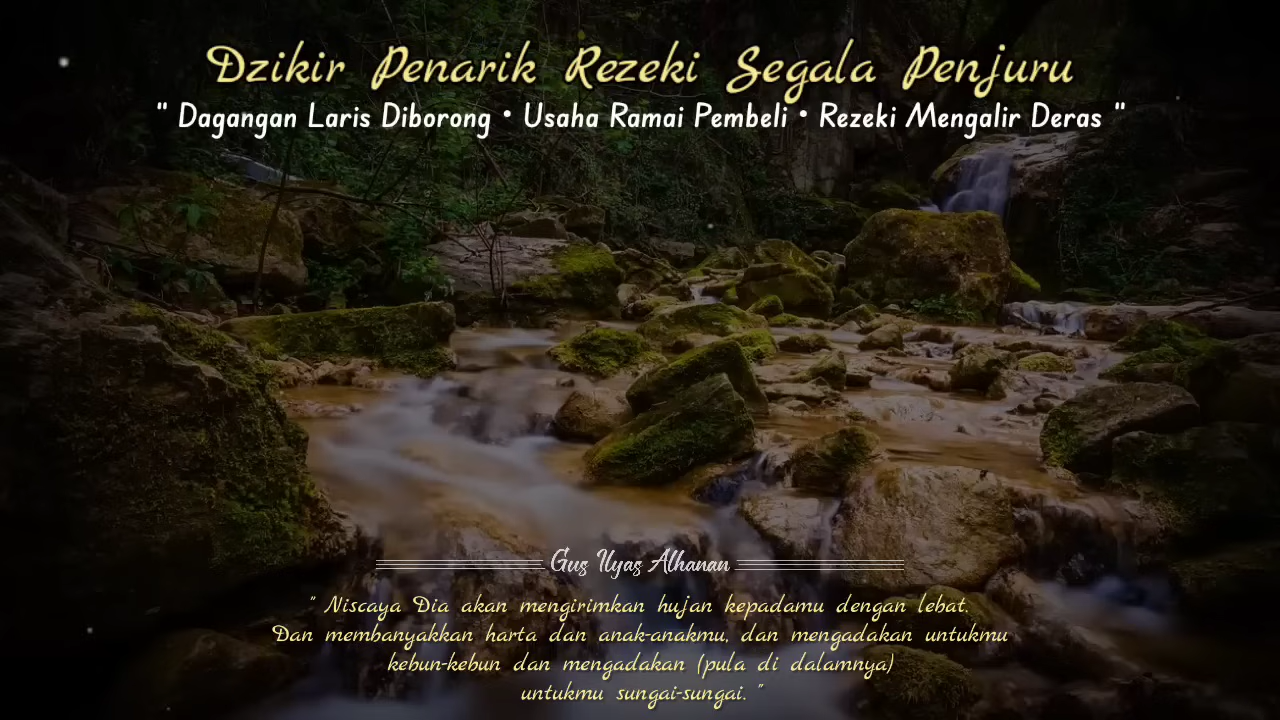 Dzikir Penarik Rezeki Segala Penjuru
" Dagangan Laris Diborong • Usaha Ramai Pembeli • Rezeki Mengalir Deras "
Gus Ilyas Alhanan
" Niscaya Dia akan mengirimkan hujan kepadamu dengan lebat.
Dan membanyakkan harta dan anak-anakmu, dan mengadakan untukmu
kebun-kebun dan mengadakan (pula di dalamnya)
untukmu sungai-sungai. "